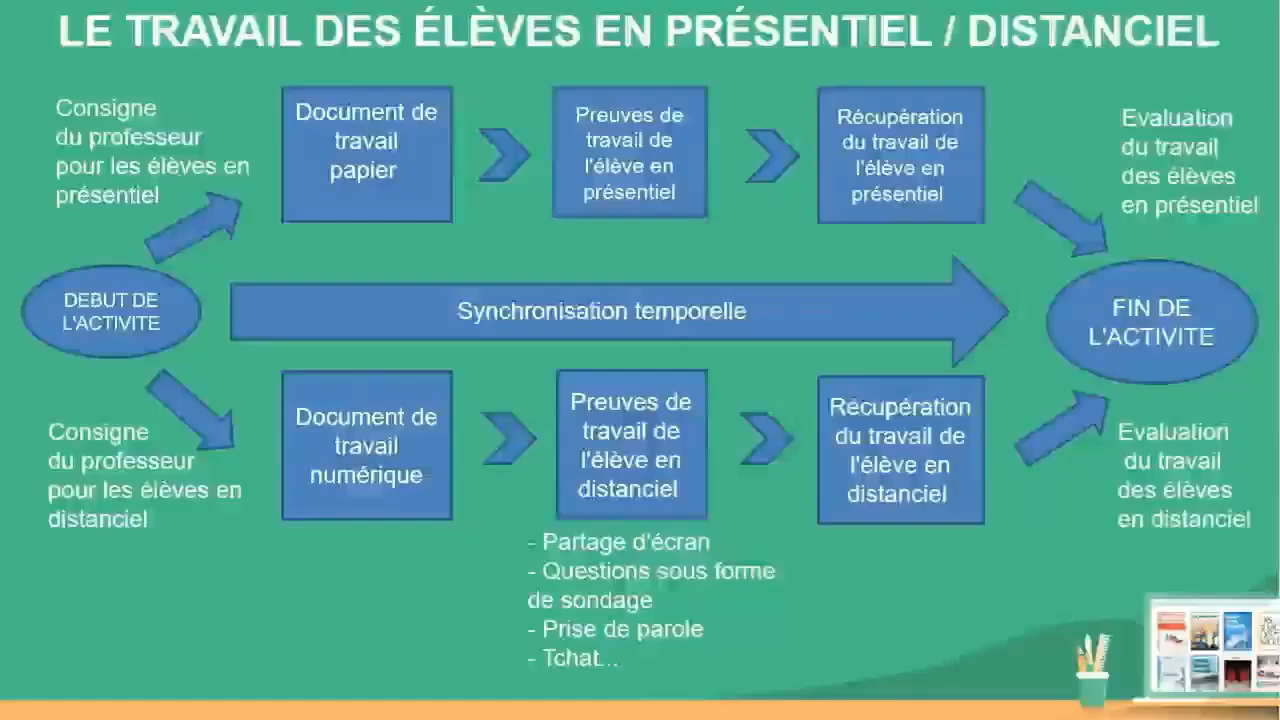 LE TRAVAIL DES ÉLÈVES EN PRÉSENTIEL / DISTANCIEL
Consigne
du professeur
pour les élèves en
présentiel
Document de
travail
papier
Preuves de
travail de
l'élève en
présentiel
Récupération
du travail de
l'élève en
présentiel
Evaluation
du travail
des élèves
en présentiel
DEBUT DE
L'ACTIVITE
Synchronisation temporelle
FIN DE
L'ACTIVITE
Consigne
du professeur
pour les élèves en
distanciel
Document de
travail
numérique
Preuves de
travail de
l'élève en
distanciel
Récupération
du travail de
l'élève en
distanciel
Evaluation
du travail
des élèves
en distanciel
- Partage d'écran
- Questions sous forme
de sondage
- Prise de parole
- Tchat...